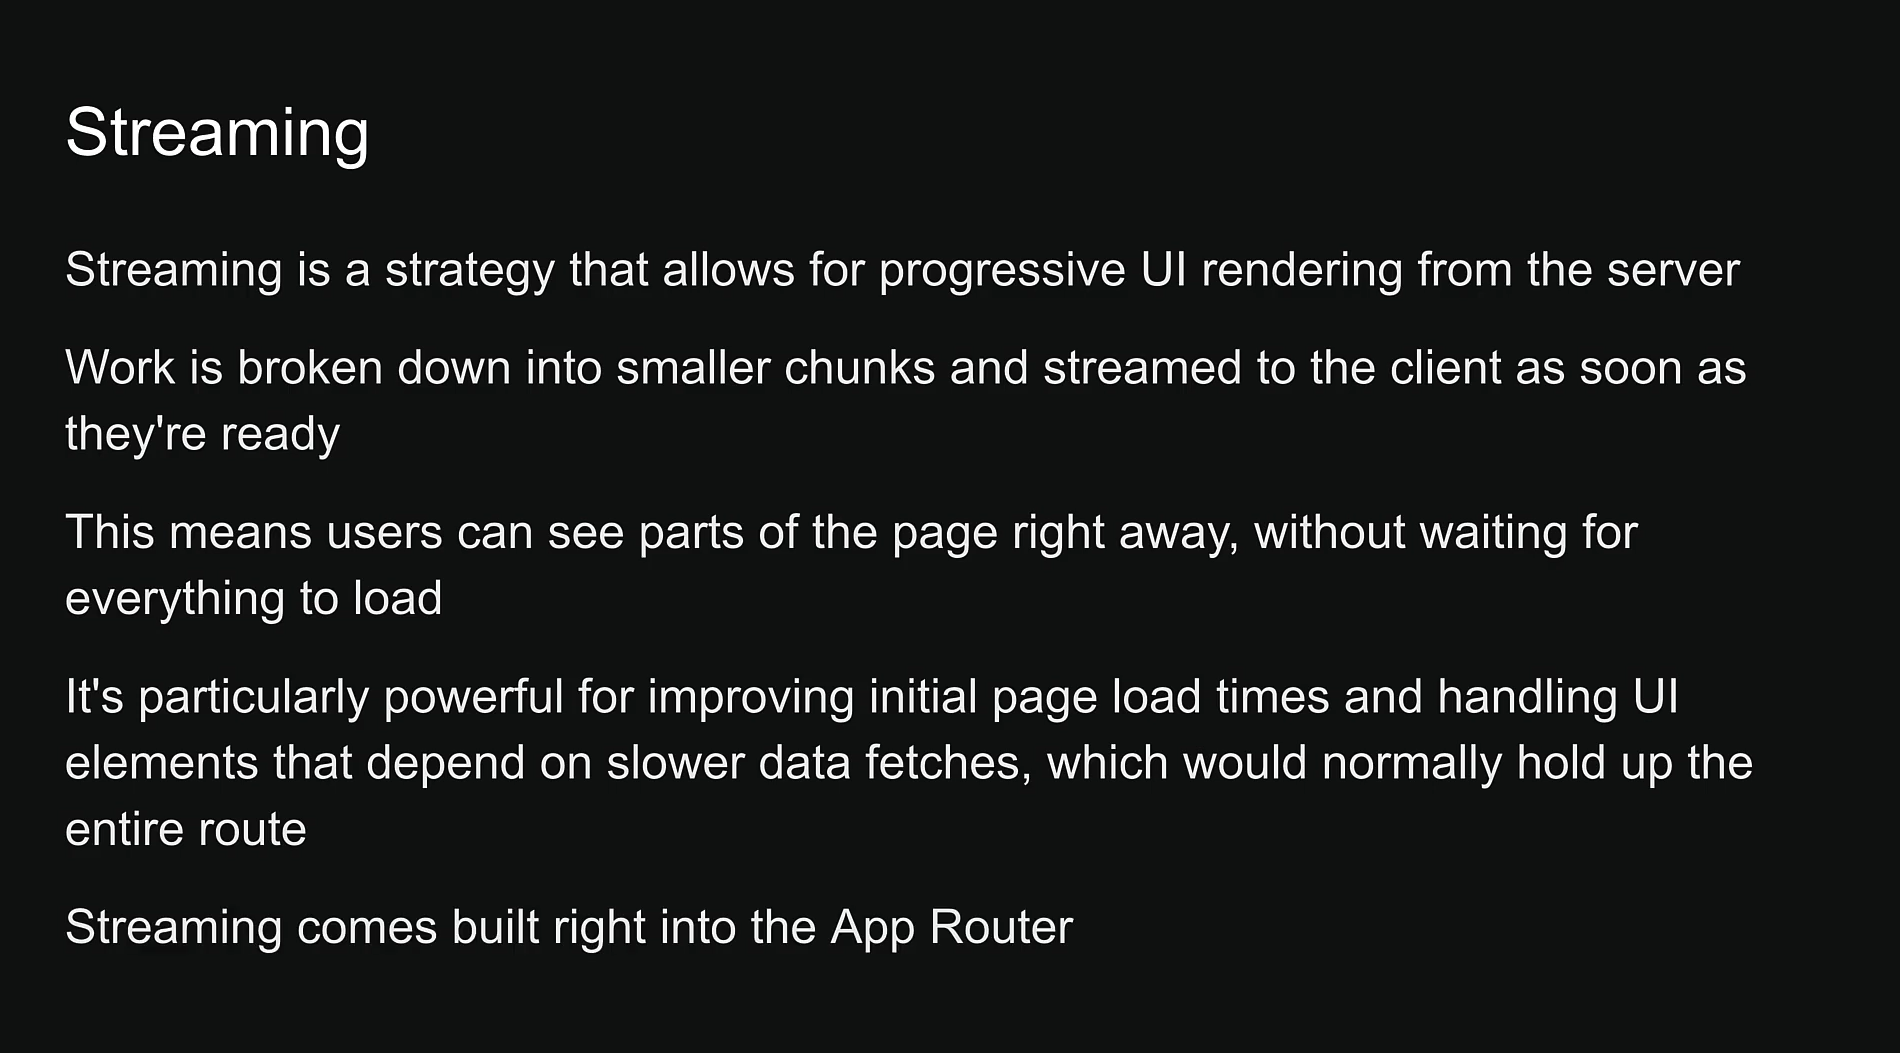 Streaming
Streaming is a strategy that allows for progressive UI rendering from the server
Work is broken down into smaller chunks and streamed to the client as soon as
they're ready
This means users can see parts of the page right away, without waiting for
everything to load
It's particularly powerful for improving initial page load times and handling UI
elements that depend on slower data fetches, which would normally hold up the
entire route
Streaming comes built right into the App Router